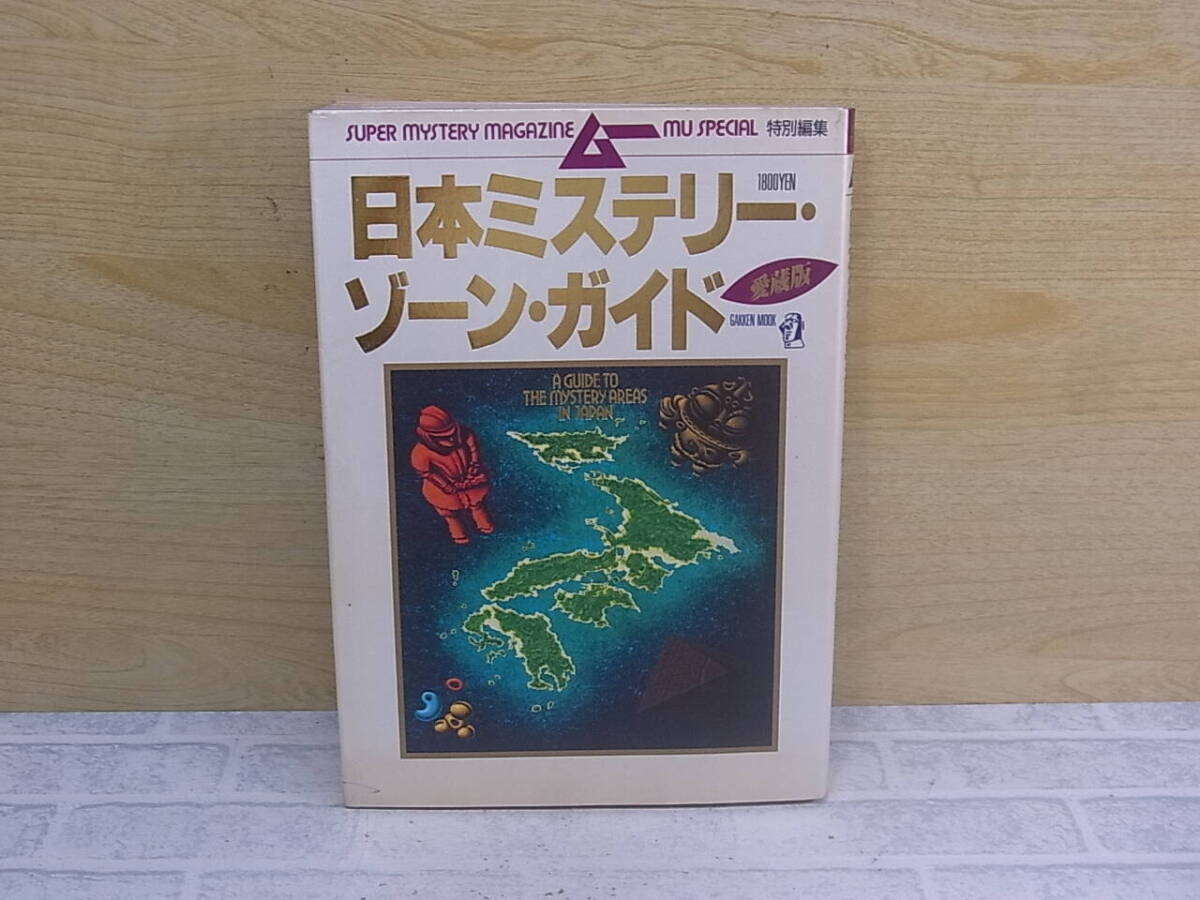 SUPER MYSTERY MAGAZINE ムー MU SPECIAL 特別編集
日本ミステリー・
1800YEN
ゾーン・ガイド
愛蔵版
GAKKEN MOOK
A GUIDE TO
THE MYSTERY AREAS
IN JAPAN